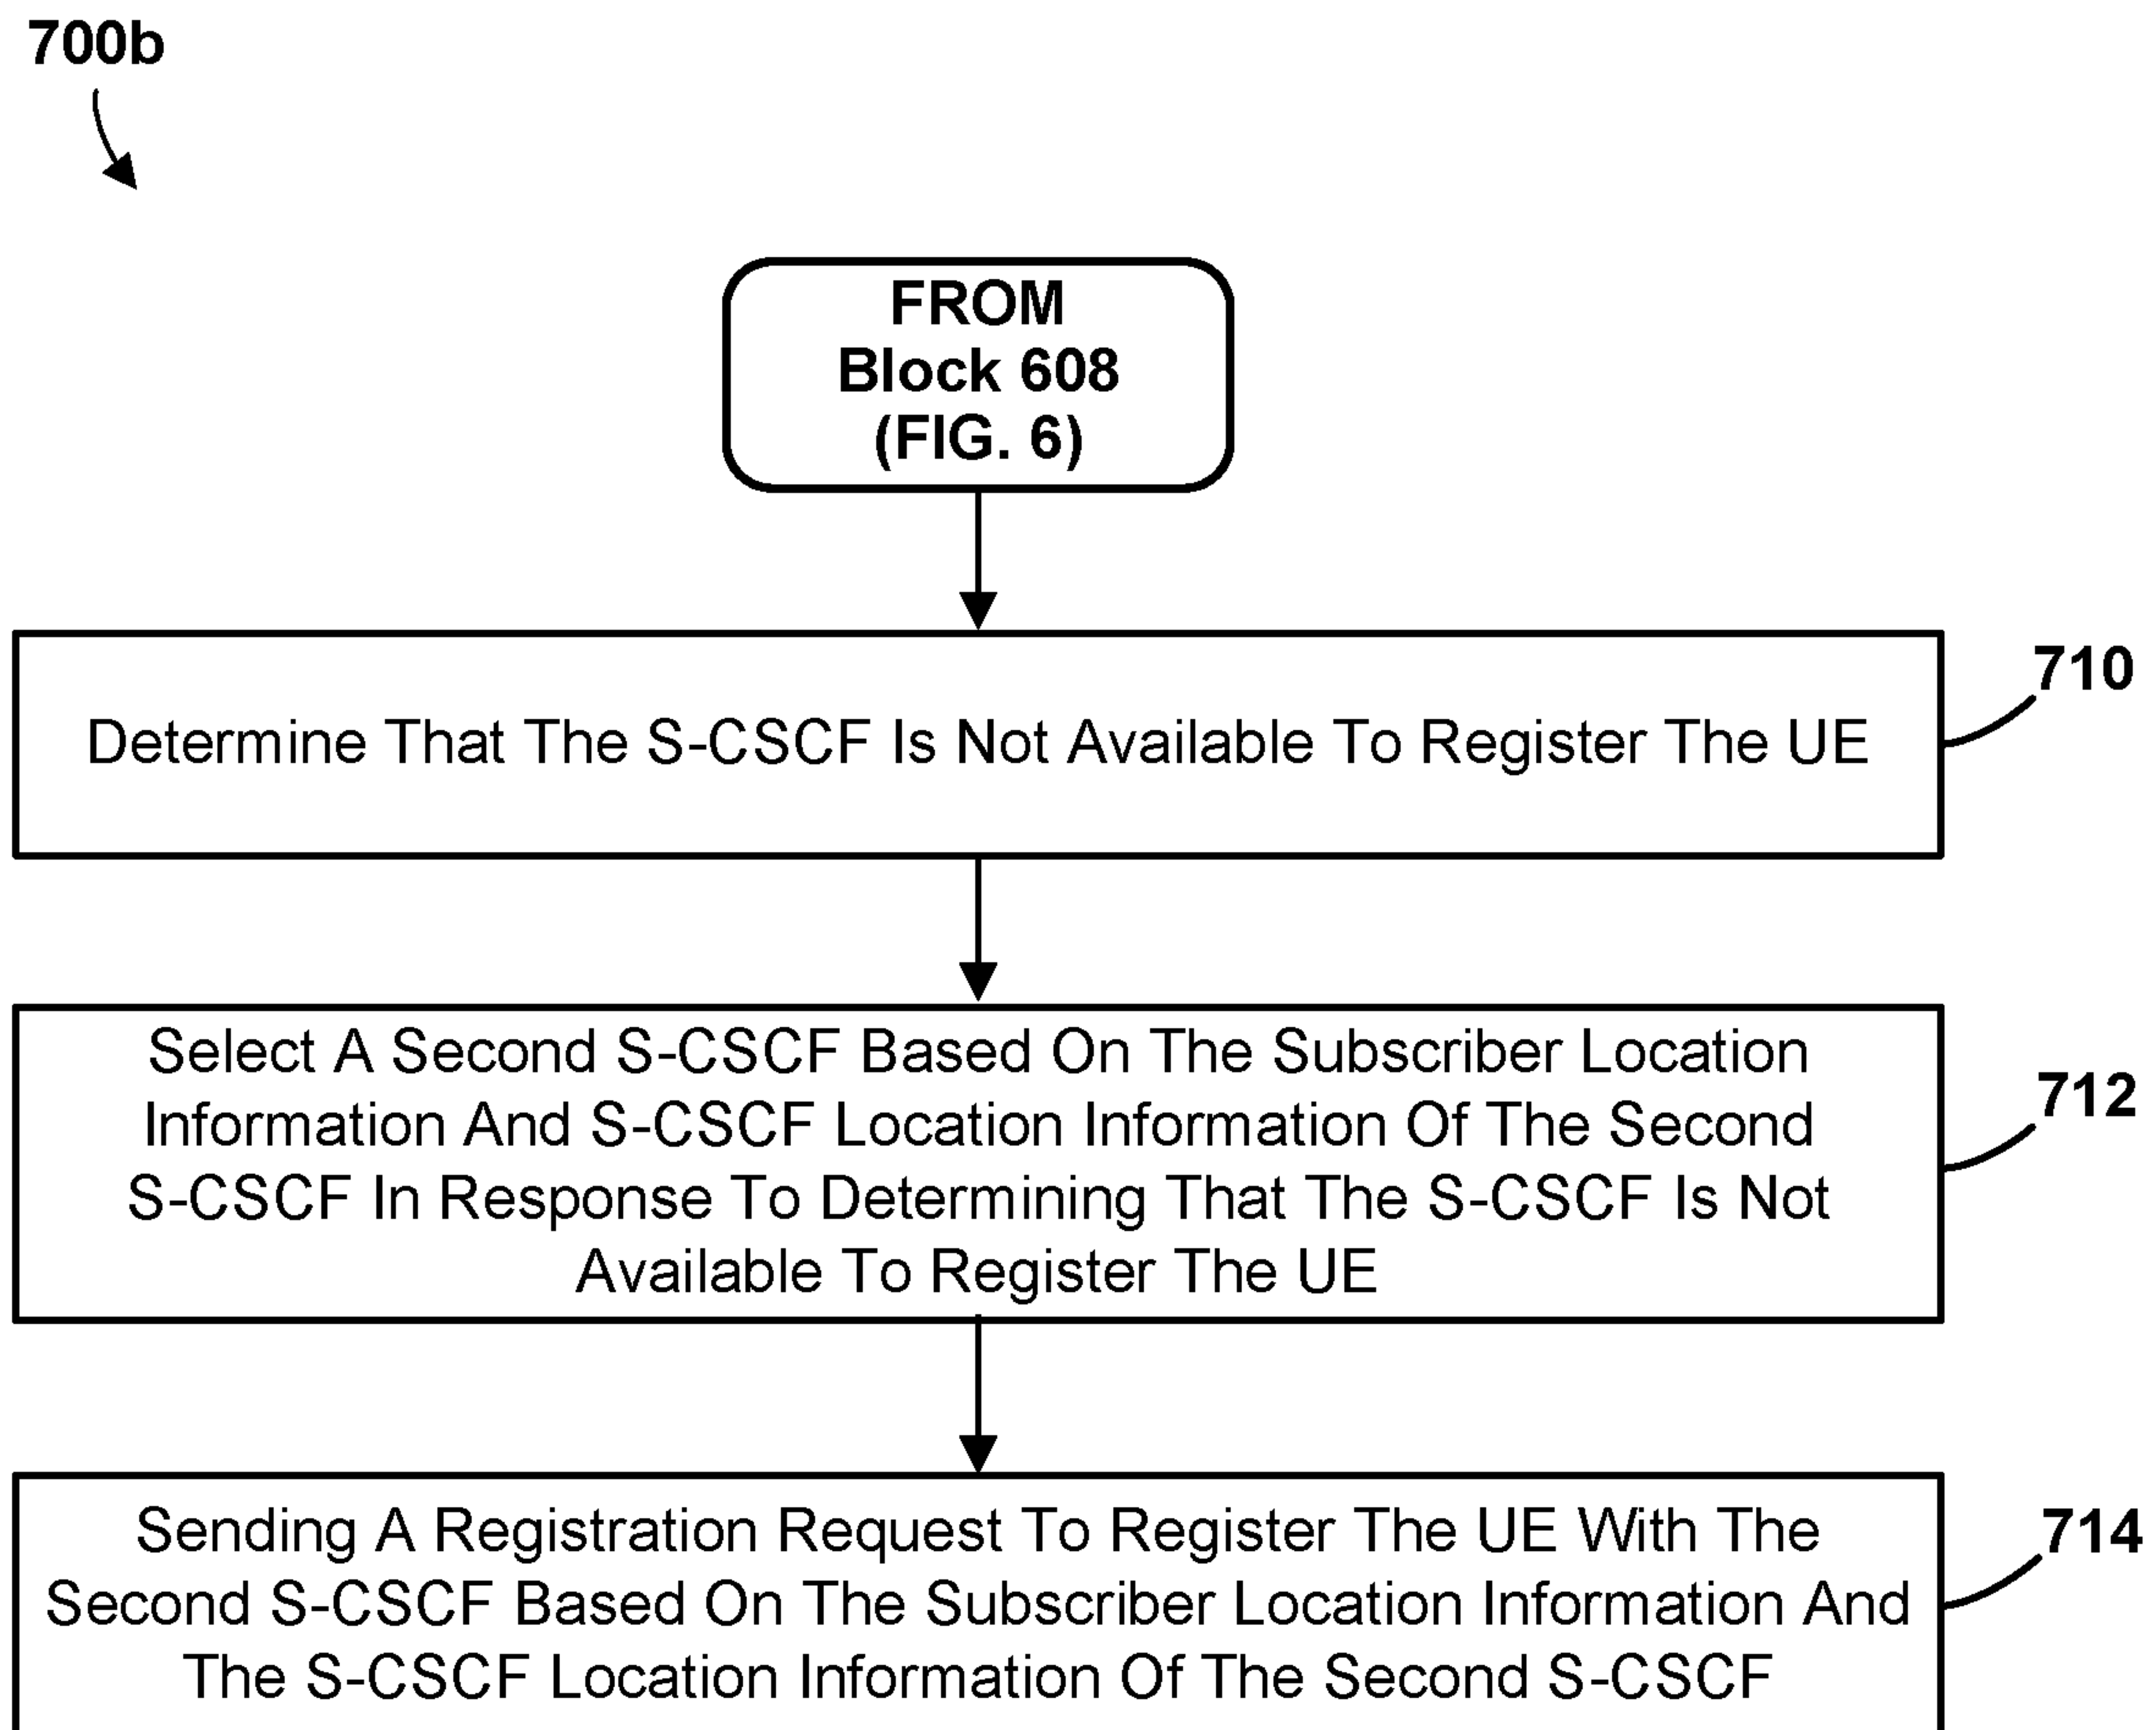 700b
FROM
Block 608
(FIG. 6)
710
Determine That The S-CSCF Is Not Available To Register The UE
Select A Second S-CSCF Based On The Subscriber Location
712
Information And S-CSCF Location Information Of The Second
S-CSCF In Response To Determining That The S-CSCF Is Not
Available To Register The UE
714
Sending A Registration Request To Register The UE With The
Second S-CSCF Based On The Subscriber Location Information And
The S-CSCF Location Information Of The Second S-CSCF